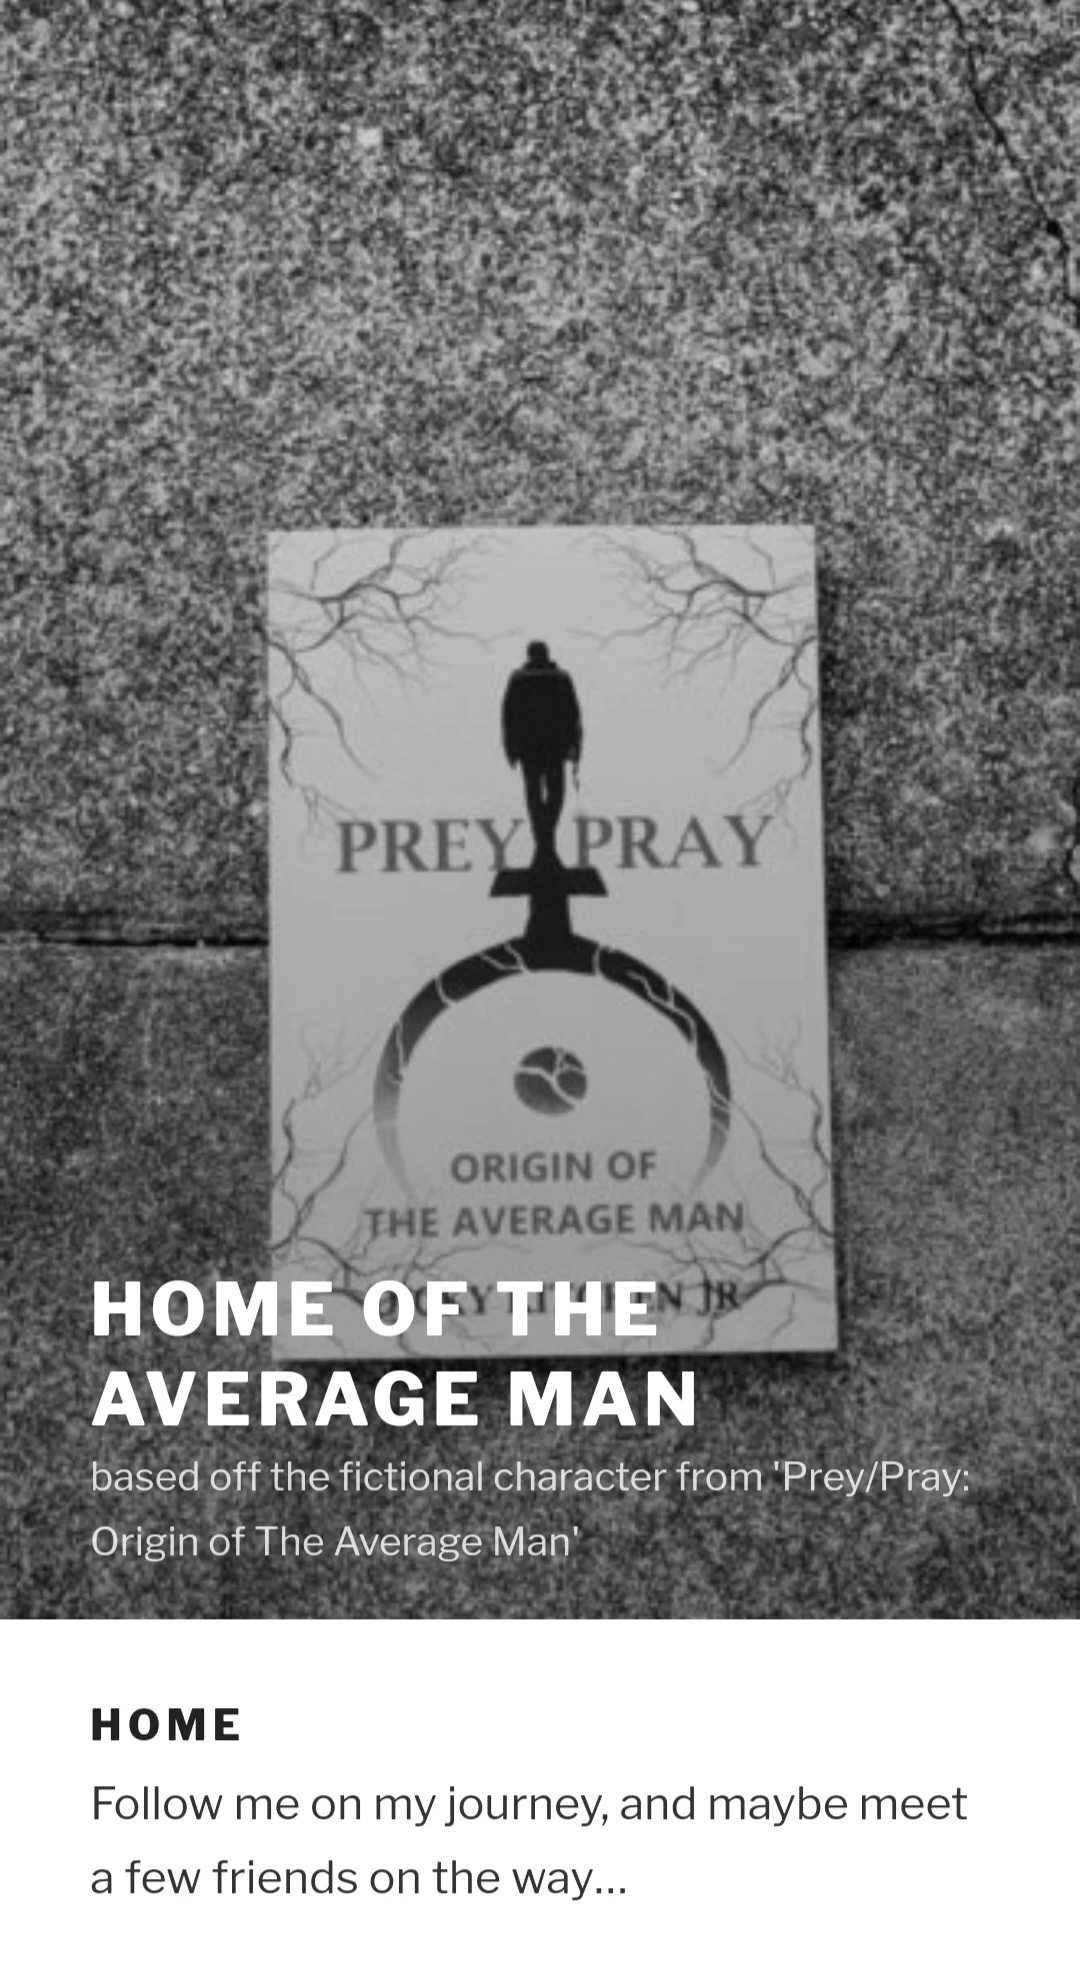 PREY PRAY
ORIGIN OF
THE AVERAGE MAN
JR
HOME OF THE
AVERAGE MAN
based off the fictional character from 'Prey/Pray:
Origin of The Average Man'
HOME
Follow me on my journey, and maybe meet
a few friends on the way...